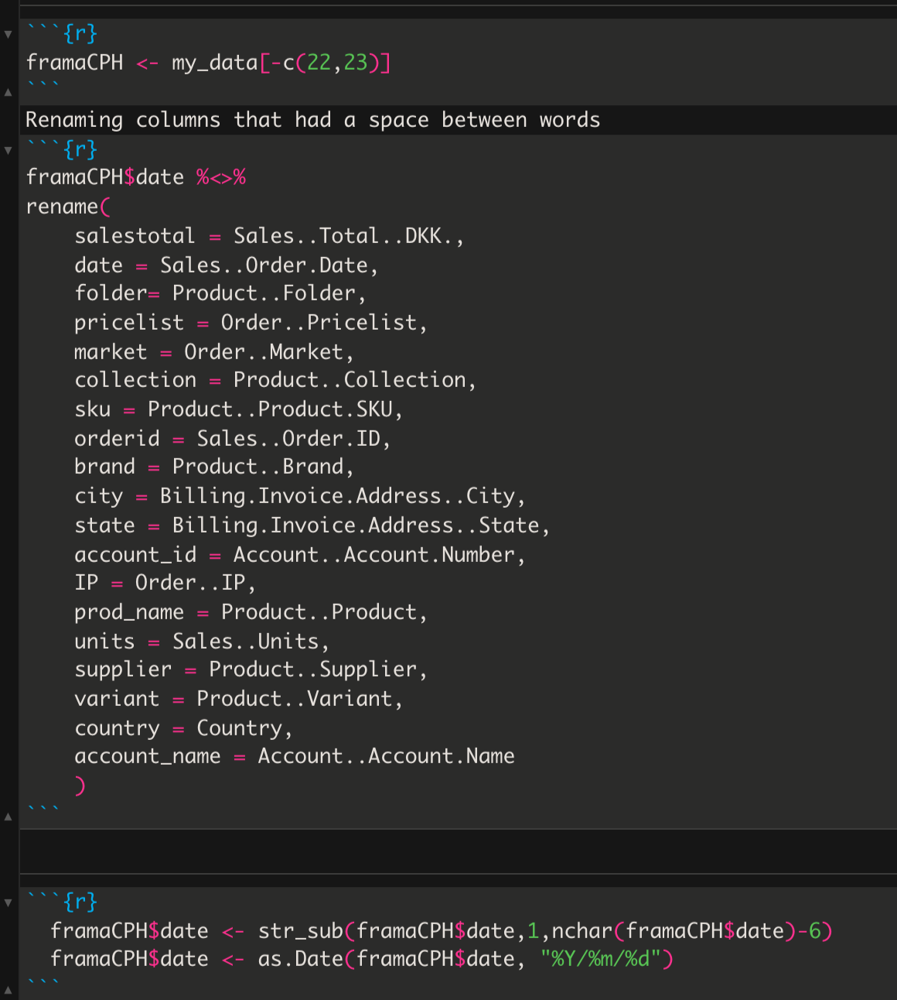 ```{r}
framaCPH <- my_data[-c(22,23)]
```
Renaming columns that had a space between words
```{r}
framaCPH$date %<>%
rename(
    salestotal = Sales..Total..DKK.,
    date = Sales..Order.Date,
    folder= Product..Folder,
    pricelist = Order..Pricelist,
    market = Order..Market,
    collection = Product..Collection,
    sku = Product..Product.SKU,
    orderid = Sales..Order.ID,
    brand = Product..Brand,
    city = Billing.Invoice.Address..City,
    state = Billing.Invoice.Address..State,
    account_id = Account..Account.Number,
    IP = Order..IP,
    prod_name = Product..Product,
    units = Sales..Units,
    supplier = Product..Supplier,
    variant = Product..Variant,
    country = Country,
    account_name = Account..Account.Name
    )
```
```{r}
  framaCPH$date <- str_sub(framaCPH$date,1,nchar(framaCPH$date)-6)
  framaCPH$date <- as.Date(framaCPH$date, "%Y/%m/%d")
```